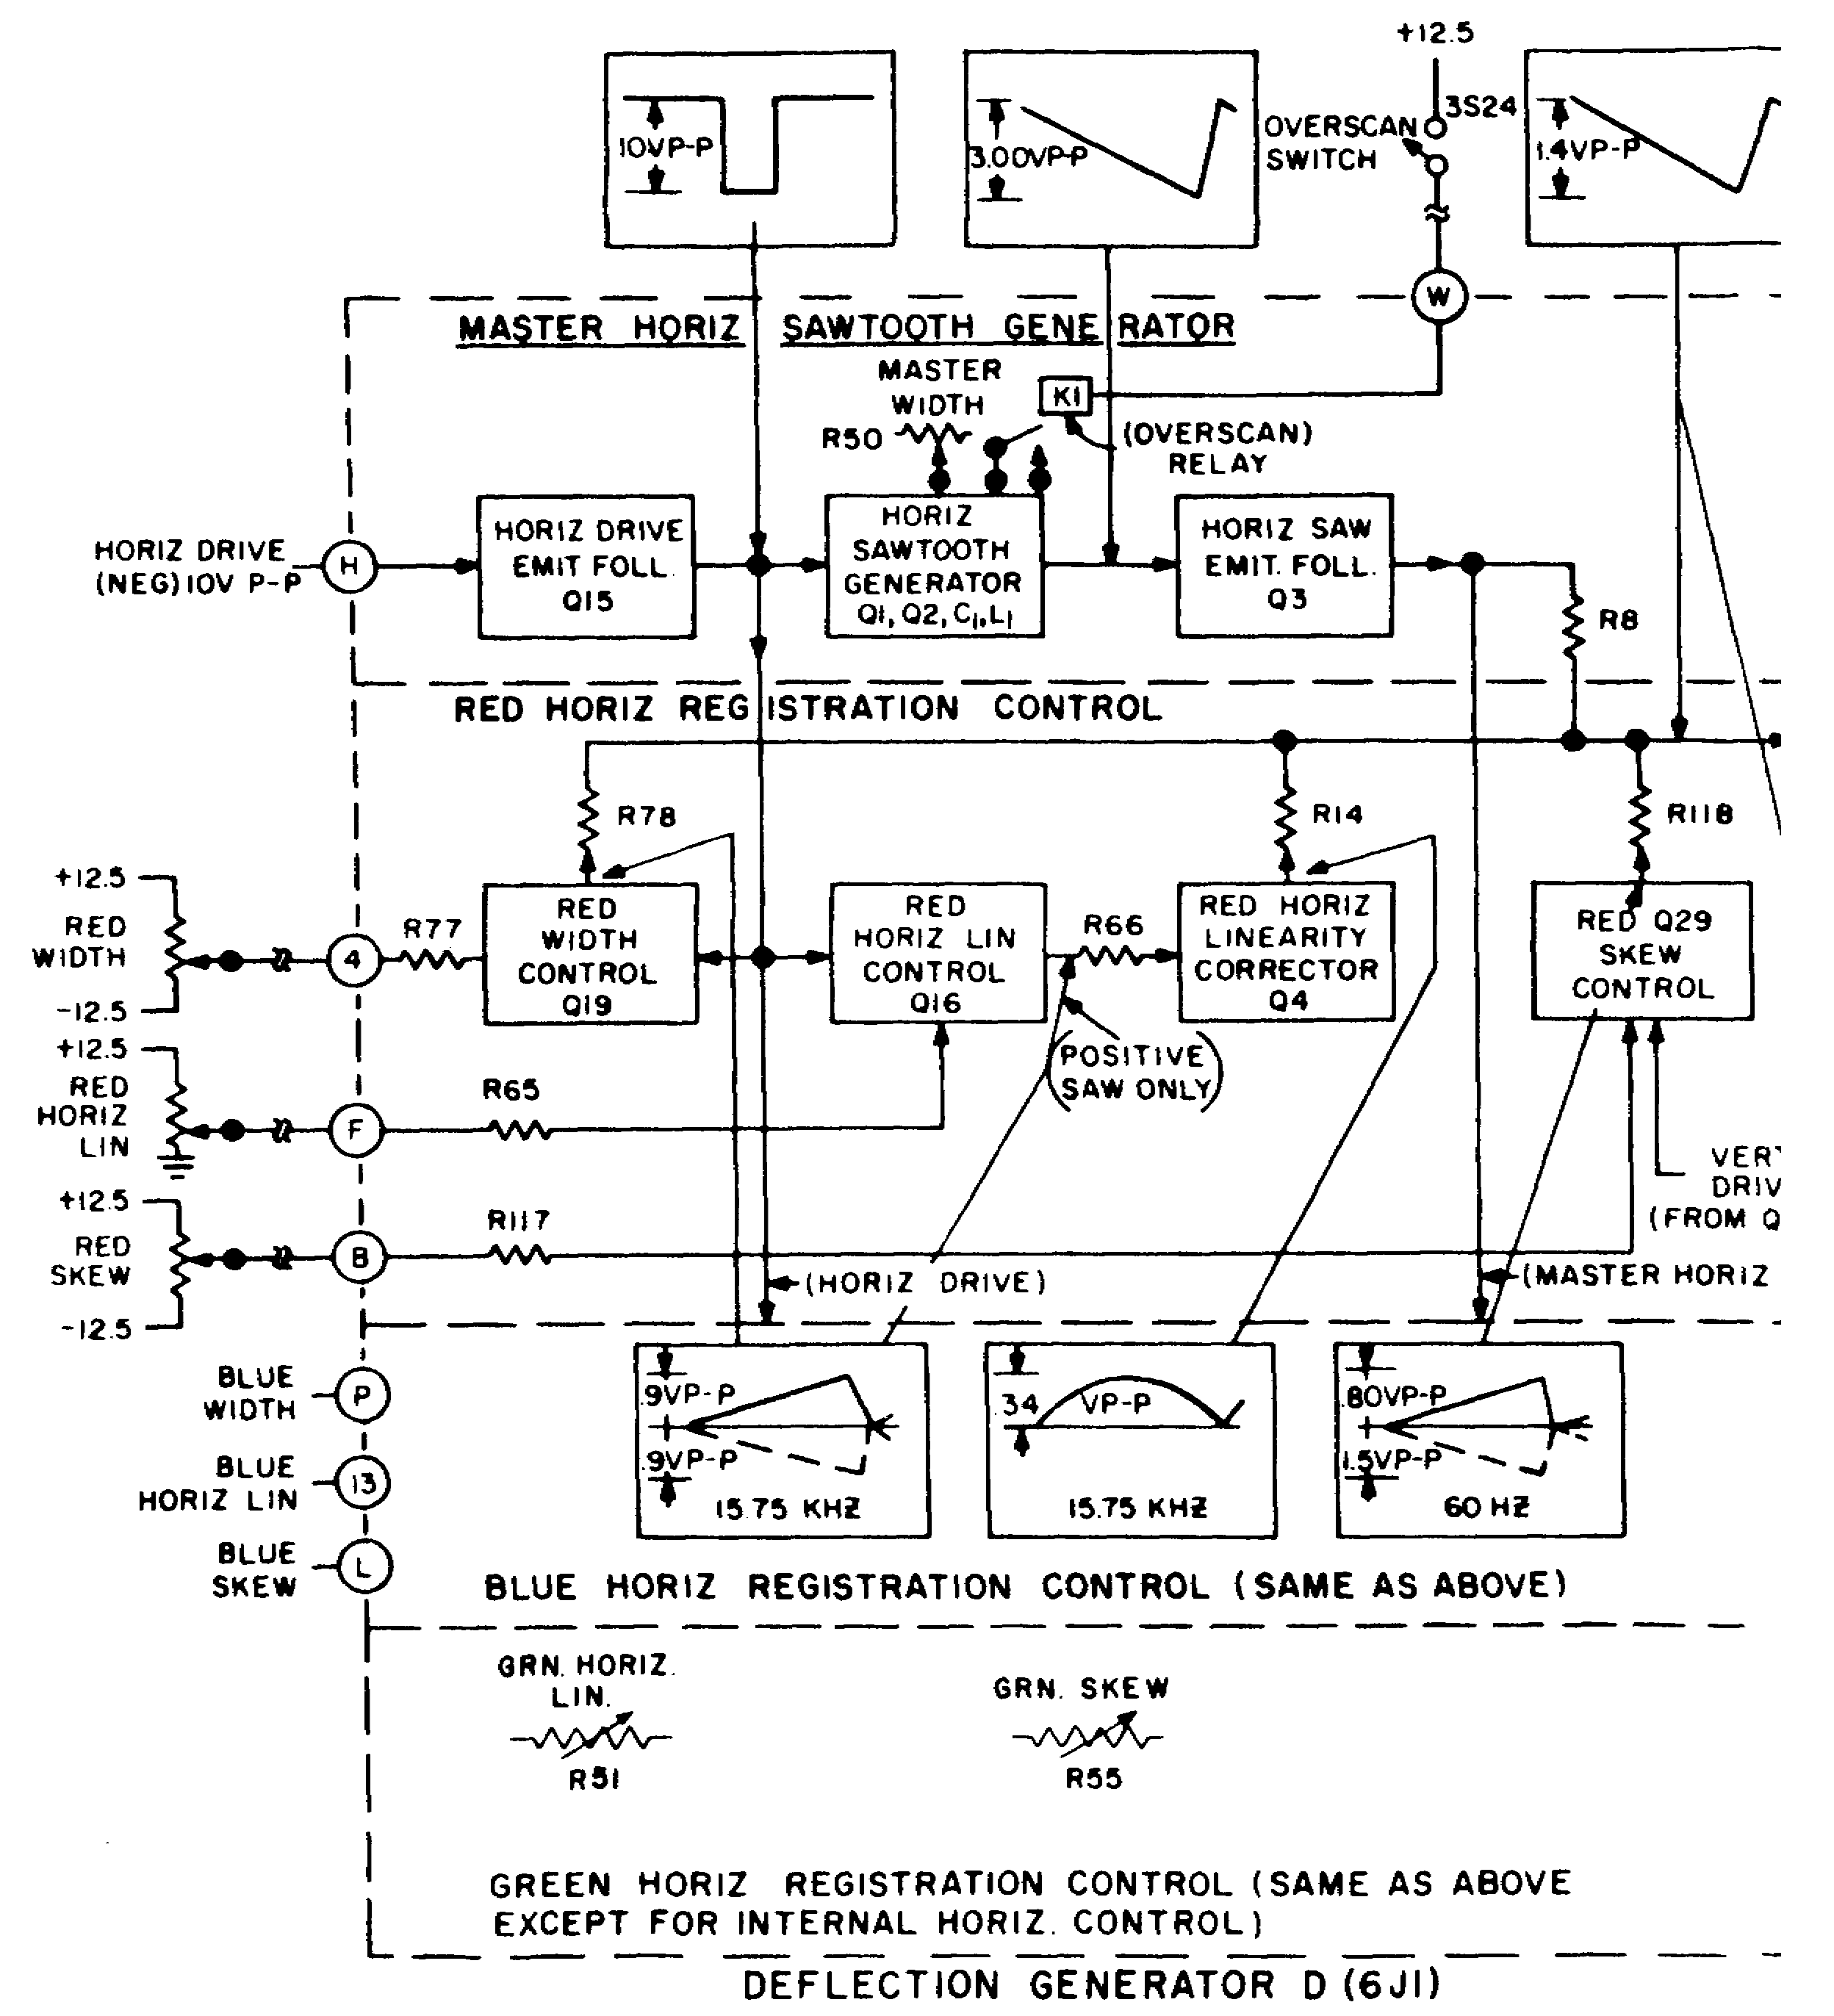 +12.5
3S24
OVERSCAN
SWITCH
10VP-P
3.00VP-P
1.4VP-P
W
MASTER HORIZ SAWTOOTH GENERATOR
MASTER
WIDTH
R50
K1
(OVERSCAN)
RELAY
HORIZ DRIVE
(NEG) 10V P-P
H
HORIZ DRIVE
EMIT FOLL.
Q15
HORIZ
SAWTOOTH
GENERATOR
Q1, Q2, C1, L1
HORIZ SAW
EMIT. FOLL.
Q3
R8
RED HORIZ REGISTRATION CONTROL
R78
R14
R118
+12.5
RED
WIDTH
-12.5
4
R77
RED
WIDTH
CONTROL
Q19
RED
HORIZ LIN
CONTROL
Q16
R66
RED HORIZ
LINEARITY
CORRECTOR
Q4
RED Q29
SKEW
CONTROL
(POSITIVE
SAW ONLY)
+12.5
RED
HORIZ
LIN
F
R65
VERT
DRIV
(FROM Q
+12.5
RED
SKEW
-12.5
B
R117
(HORIZ DRIVE)
(MASTER HORIZ
.9VP-P
.9VP-P
15.75 KHZ
.34 VP-P
15.75 KHZ
.80VP-P
1.5VP-P
60 HZ
BLUE
WIDTH
P
BLUE
HORIZ LIN
13
BLUE
SKEW
L
BLUE HORIZ REGISTRATION CONTROL (SAME AS ABOVE)
GRN. HORIZ.
LIN.
R51
GRN. SKEW
R55
GREEN HORIZ REGISTRATION CONTROL (SAME AS ABOVE
EXCEPT FOR INTERNAL HORIZ. CONTROL)
DEFLECTION GENERATOR D (6J1)